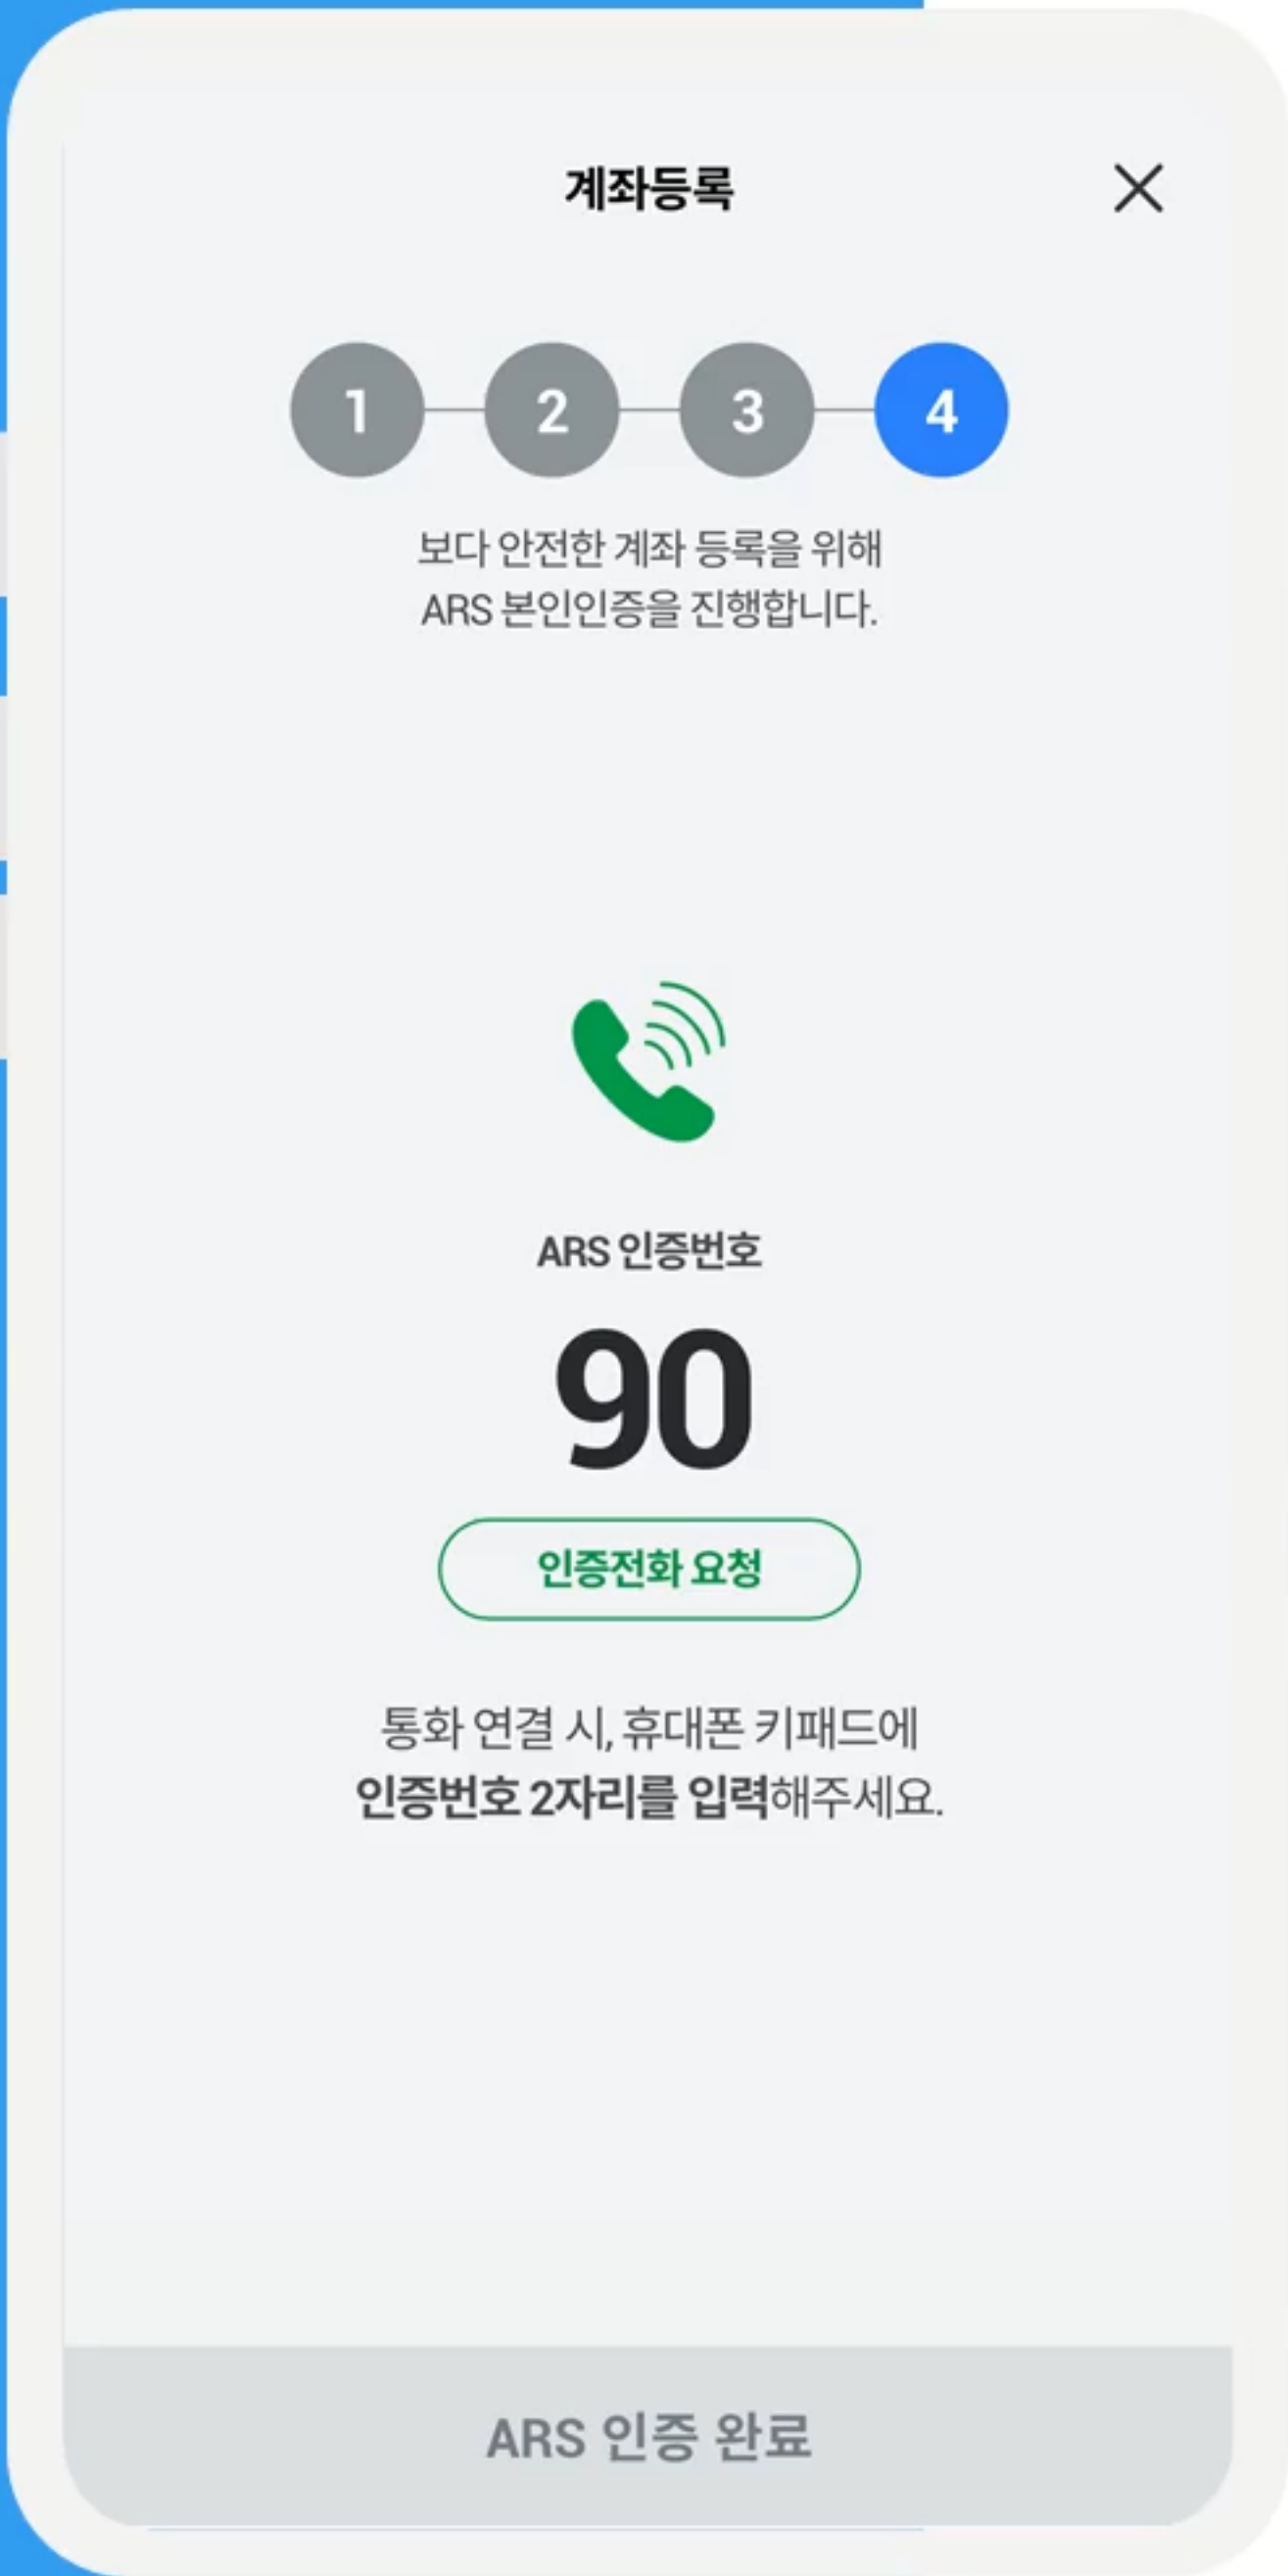 계좌등록
1 2 3 4
보다 안전한 계좌 등록을 위해
ARS 본인인증을 진행합니다.
ARS 인증번호
90
인증전화 요청
통화 연결 시, 휴대폰 키패드에
인증번호 2자리를 입력해주세요.
ARS 인증 완료